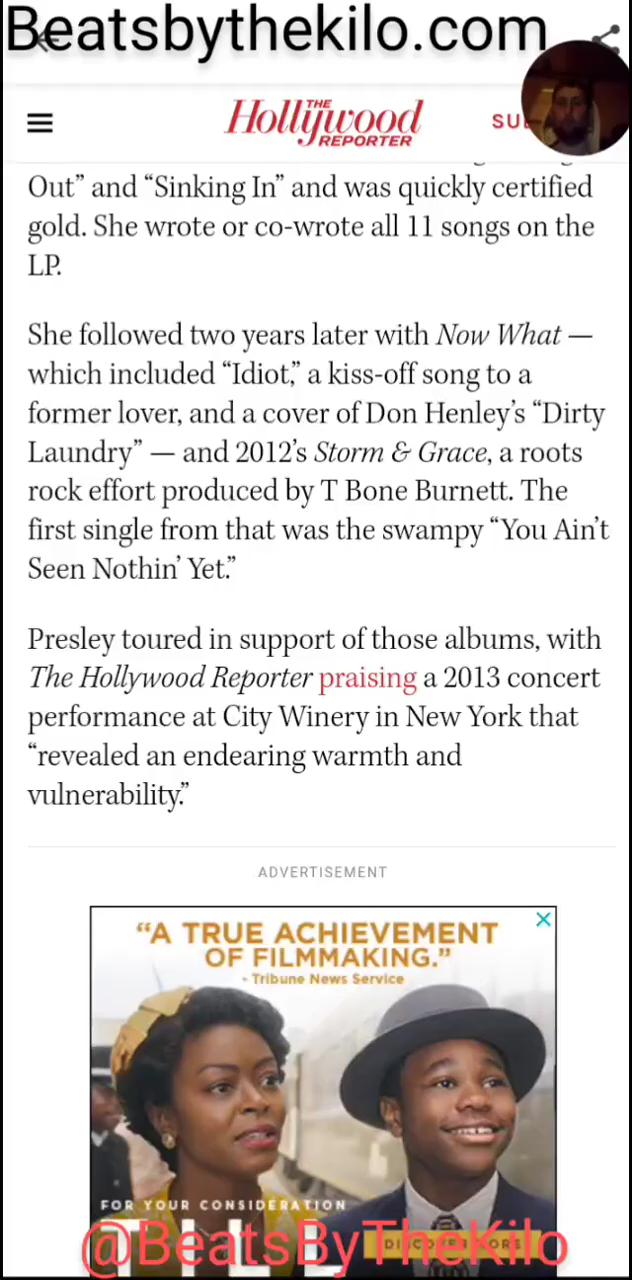 Beatsbythekilo.com
THE
Hollywood
REPORTER
SU
Out” and “Sinking In” and was quickly certified
gold. She wrote or co-wrote all 11 songs on the
LP.
She followed two years later with Now What —
which included “Idiot,” a kiss-off song to a
former lover, and a cover of Don Henley’s “Dirty
Laundry” — and 2012’s Storm & Grace, a roots
rock effort produced by T Bone Burnett. The
first single from that was the swampy “You Ain’t
Seen Nothin’ Yet.”
Presley toured in support of those albums, with
The Hollywood Reporter praising a 2013 concert
performance at City Winery in New York that
“revealed an endearing warmth and
vulnerability.”
ADVERTISEMENT
“A TRUE ACHIEVEMENT
OF FILMMAKING.”
- Tribune News Service
FOR YOUR CONSIDERATION
@BeatsByTheKilo